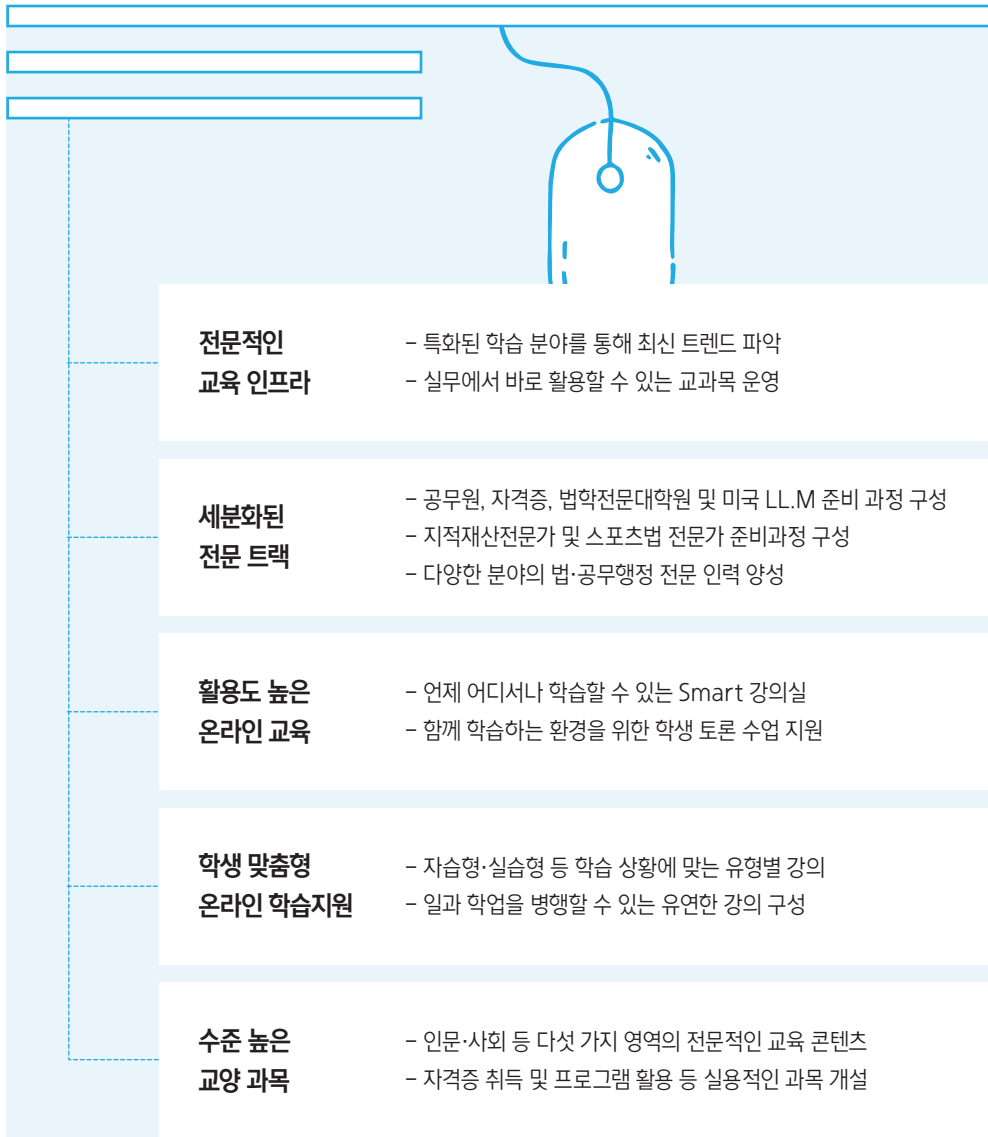 전문적인
교육 인프라
– 특화된 학습 분야를 통해 최신 트렌드 파악
– 실무에서 바로 활용할 수 있는 교과목 운영
세분화된
전문 트랙
– 공무원, 자격증, 법학전문대학원 및 미국 LL.M 준비 과정 구성
– 지적재산전문가 및 스포츠법 전문가 준비과정 구성
– 다양한 분야의 법·공무행정 전문 인력 양성
활용도 높은
온라인 교육
– 언제 어디서나 학습할 수 있는 Smart 강의실
– 함께 학습하는 환경을 위한 학생 토론 수업 지원
학생 맞춤형
온라인 학습지원
– 자습형·실습형 등 학습 상황에 맞는 유형별 강의
– 일과 학업을 병행할 수 있는 유연한 강의 구성
수준 높은
교양 과목
– 인문·사회 등 다섯 가지 영역의 전문적인 교육 콘텐츠
– 자격증 취득 및 프로그램 활용 등 실용적인 과목 개설